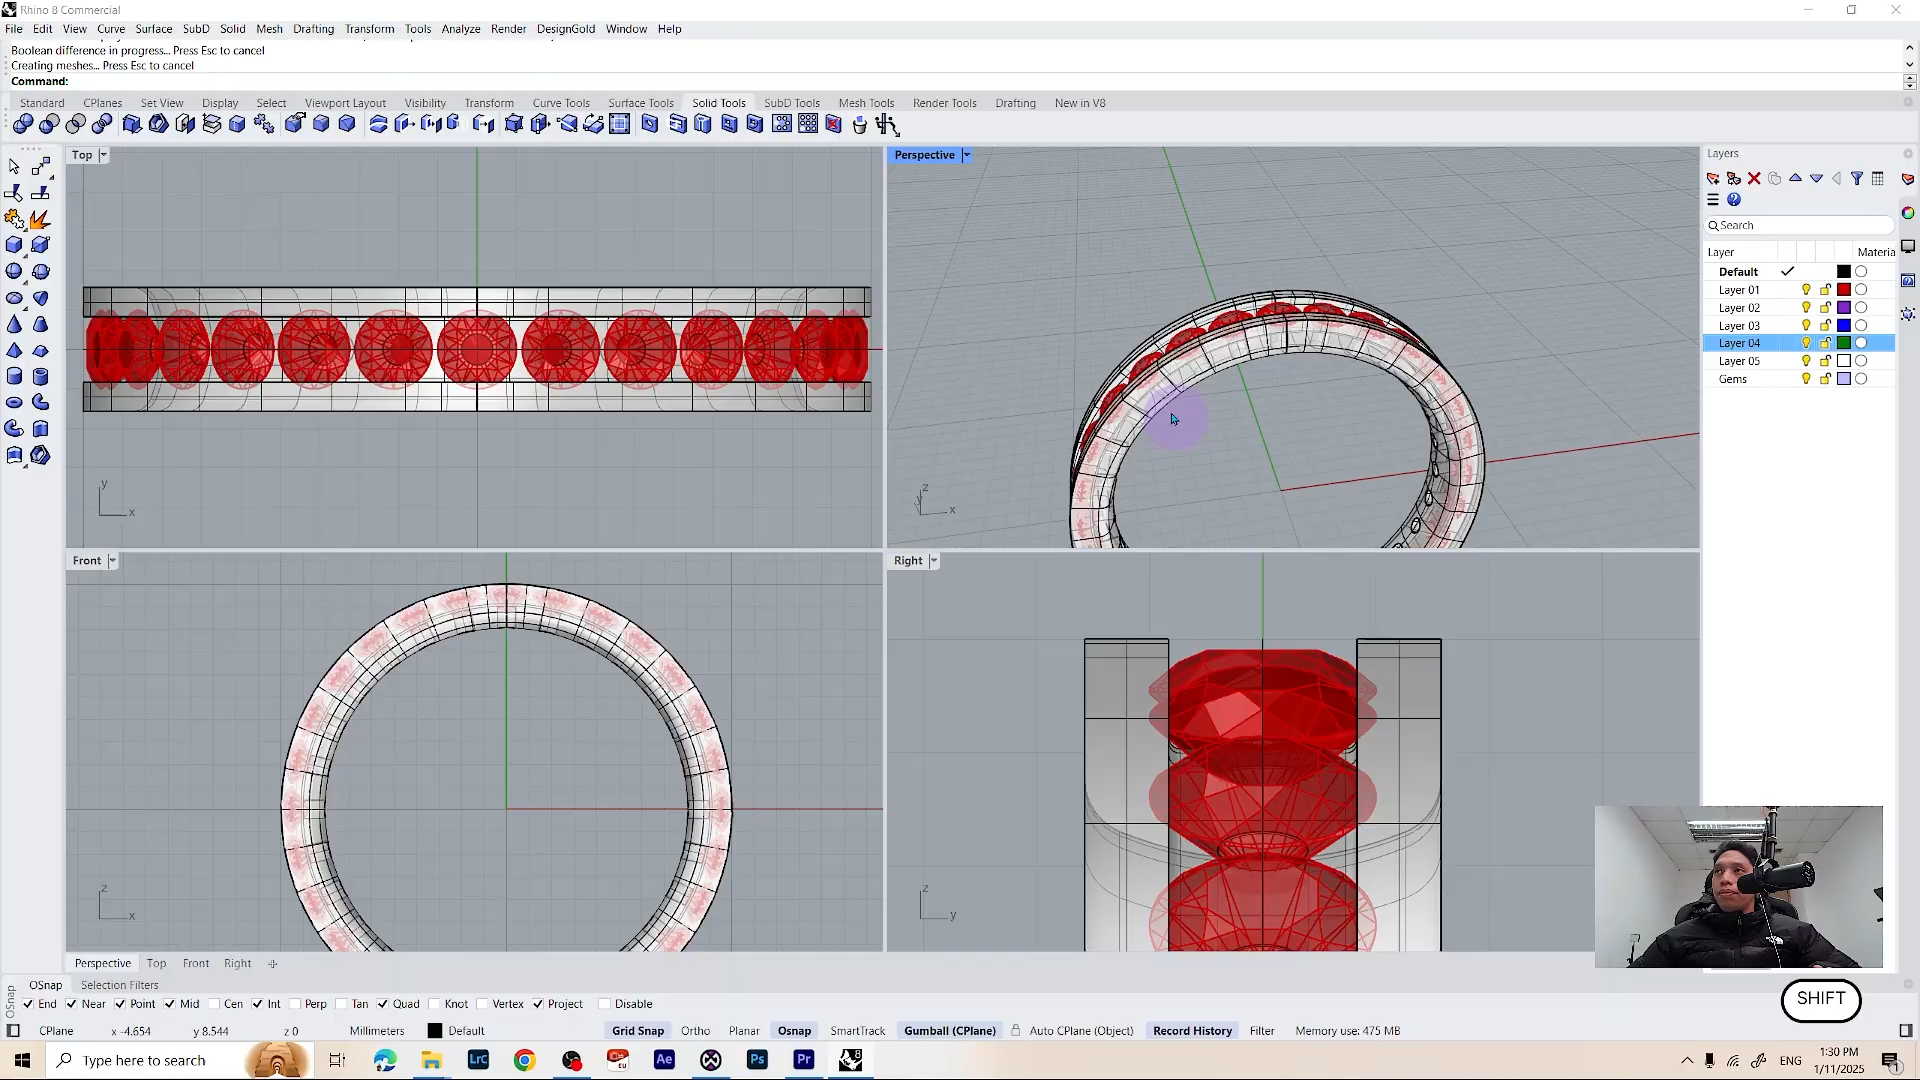 Rhino 8 Commercial
File Edit View Curve Surface SubD Solid Mesh Drafting Transform Tools Analyze Render DesignGold Window Help
Boolean difference in progress... Press Esc to cancel
Creating meshes... Press Esc to cancel
Command:
Standard CPlanes Set View Display Select Viewport Layout Visibility Transform Curve Tools Surface Tools Solid Tools SubD Tools Mesh Tools Render Tools Drafting New in V8
Top
Perspective
Layers
Search
Layer Materia
Default
Layer 01
Layer 02
Layer 03
Layer 04
Layer 05
Gems
y
x
z
y
x
Front
Right
z
x
z
y
Perspective Top Front Right
OSnap Selection Filters
OSnap
End Near Point Mid Cen Int Perp Tan Quad Knot Vertex Project Disable
SHIFT
CPlane x -4.654 y 8.544 z 0 Millimeters Default Grid Snap Ortho Planar Osnap SmartTrack Gumball (CPlane) Auto CPlane (Object) Record History Filter Memory use: 475 MB
Type here to search
LrC
EU
Ae
Ps
Pr
8
ENG
1:30 PM
1/11/2025